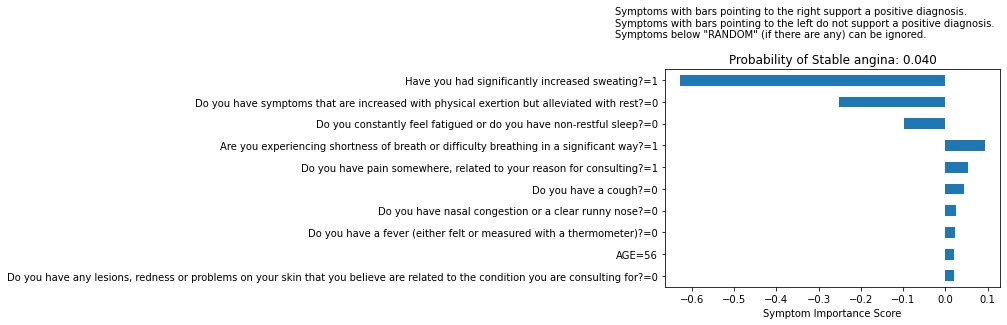 Symptoms with bars pointing to the right support a positive diagnosis.
Symptoms with bars pointing to the left do not support a positive diagnosis.
Symptoms below "RANDOM" (if there are any) can be ignored.
Probability of Stable angina: 0.040
Have you had significantly increased sweating?=1
Do you have symptoms that are increased with physical exertion but alleviated with rest?=0
Do you constantly feel fatigued or do you have non-restful sleep?=0
Are you experiencing shortness of breath or difficulty breathing in a significant way?=1
Do you have pain somewhere, related to your reason for consulting?=1
Do you have a cough?=0
Do you have nasal congestion or a clear runny nose?=0
Do you have a fever (either felt or measured with a thermometer)?=0
AGE=56
Do you have any lesions, redness or problems on your skin that you believe are related to the condition you are consulting for?=0
−0.6 −0.5 −0.4 −0.3 −0.2 −0.1 0.0 0.1
Symptom Importance Score